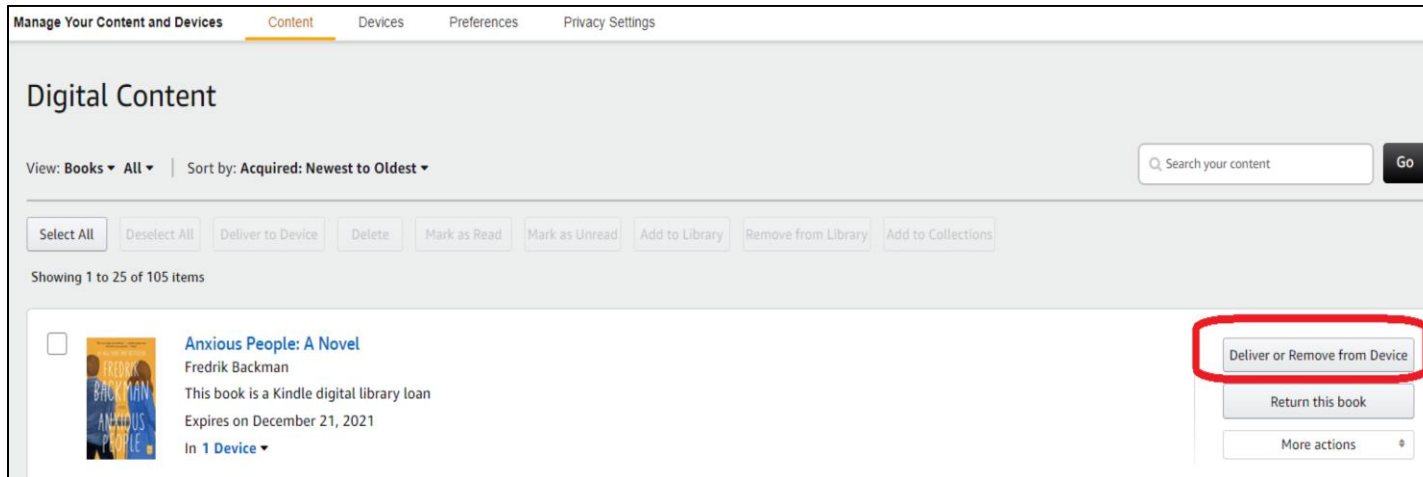 Manage Your Content and Devices Content Devices Preferences Privacy Settings
Digital Content
View: Books All Sort by: Acquired: Newest to Oldest
Search your content Go
Select All Deselect All Deliver to Device Delete Mark as Read Mark as Unread Add to Library Remove from Library Add to Collections
Showing 1 to 25 of 105 items
FREDRIK
BACKMAN
ANXIOUS
PEOPLE
Anxious People: A Novel
Fredrik Backman
This book is a Kindle digital library loan
Expires on December 21, 2021
In 1 Device
Deliver or Remove from Device
Return this book
More actions